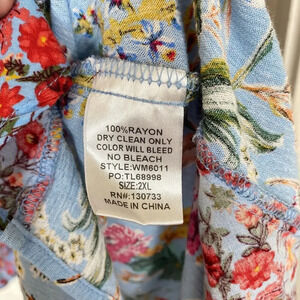 100%RAYON
DRY CLEAN ONLY
COLOR WILL BLEED
NO BLEACH
STYLE:WM6011
PO:TL68998
SIZE:2XL
RN#:130733
MADE IN CHINA